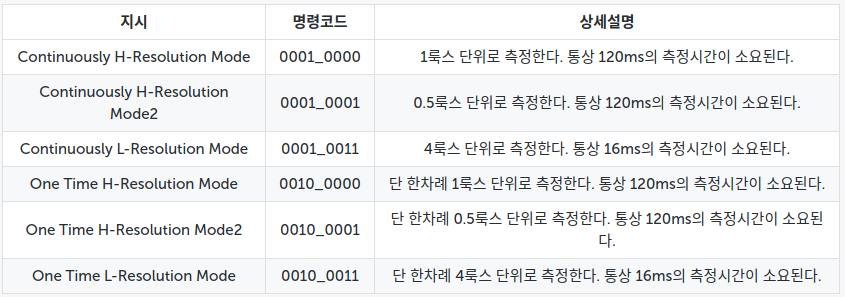 지시 명령코드 상세설명
Continuously H-Resolution Mode 0001_0000 1룩스 단위로 측정한다. 통상 120ms의 측정시간이 소요된다.
Continuously H-Resolution
Mode2 0001_0001 0.5룩스 단위로 측정한다. 통상 120ms의 측정시간이 소요된다.
Continuously L-Resolution Mode 0001_0011 4룩스 단위로 측정한다. 통상 16ms의 측정시간이 소요된다.
One Time H-Resolution Mode 0010_0000 단 한차례 1룩스 단위로 측정한다. 통상 120ms의 측정시간이 소요된다.
One Time H-Resolution Mode2 0010_0001 단 한차례 0.5룩스 단위로 측정한다. 통상 120ms의 측정시간이 소요된
다.
One Time L-Resolution Mode 0010_0011 단 한차례 4룩스 단위로 측정한다. 통상 16ms의 측정시간이 소요된다.